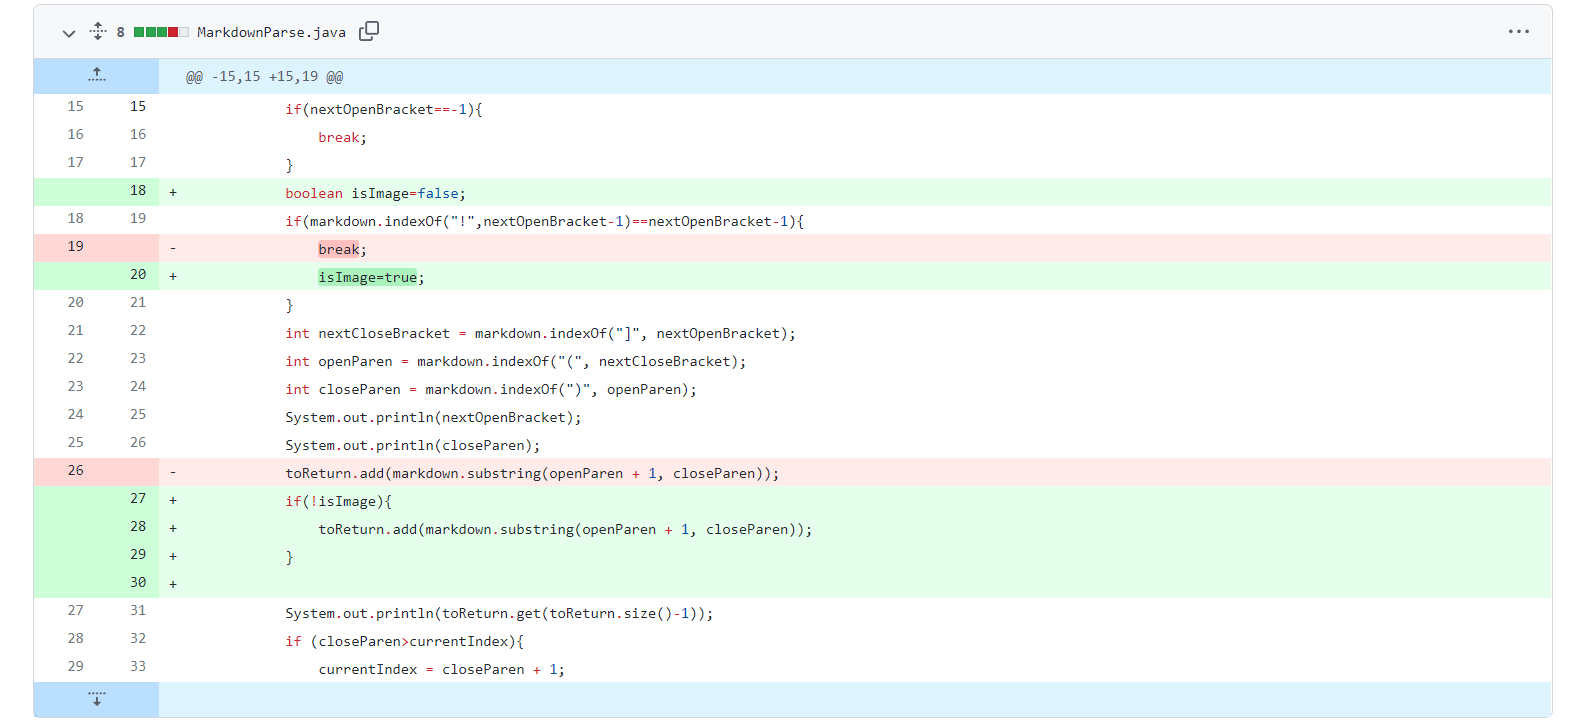 8 MarkdownParse.java ...
@@ -15,15 +15,19 @@
15 15 if(nextOpenBracket==-1){
16 16 break;
17 17 }
18 + boolean isImage=false;
18 19 if(markdown.indexOf("!",nextOpenBracket-1)==nextOpenBracket-1){
19 - break;
20 + isImage=true;
20 21 }
21 22 int nextCloseBracket = markdown.indexOf("]", nextOpenBracket);
22 23 int openParen = markdown.indexOf("(", nextCloseBracket);
23 24 int closeParen = markdown.indexOf(")", openParen);
24 25 System.out.println(nextOpenBracket);
25 26 System.out.println(closeParen);
26 - toReturn.add(markdown.substring(openParen + 1, closeParen));
27 + if(!isImage){
28 + toReturn.add(markdown.substring(openParen + 1, closeParen));
29 + }
30 +
27 31 System.out.println(toReturn.get(toReturn.size()-1));
28 32 if (closeParen>currentIndex){
29 33 currentIndex = closeParen + 1;